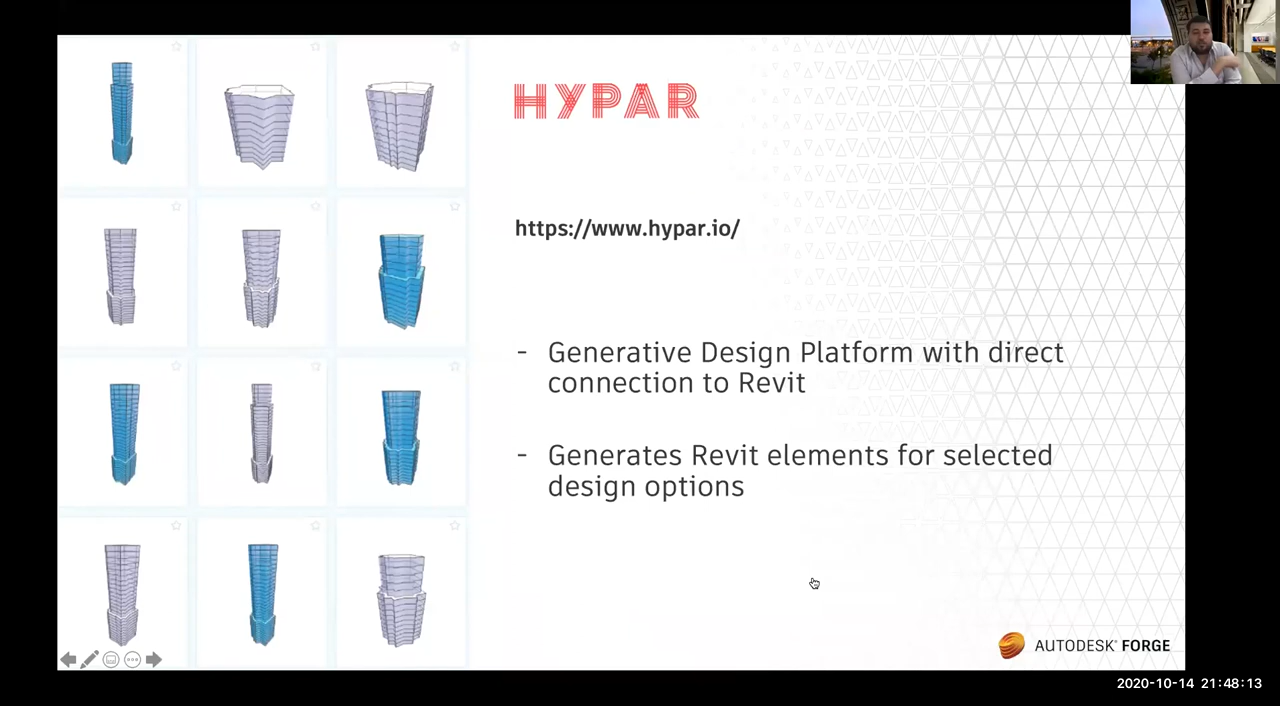 HYPAR
https://www.hypar.io/
- Generative Design Platform with direct
connection to Revit
- Generates Revit elements for selected
design options
AUTODESK® FORGE
2020-10-14 21:48:13